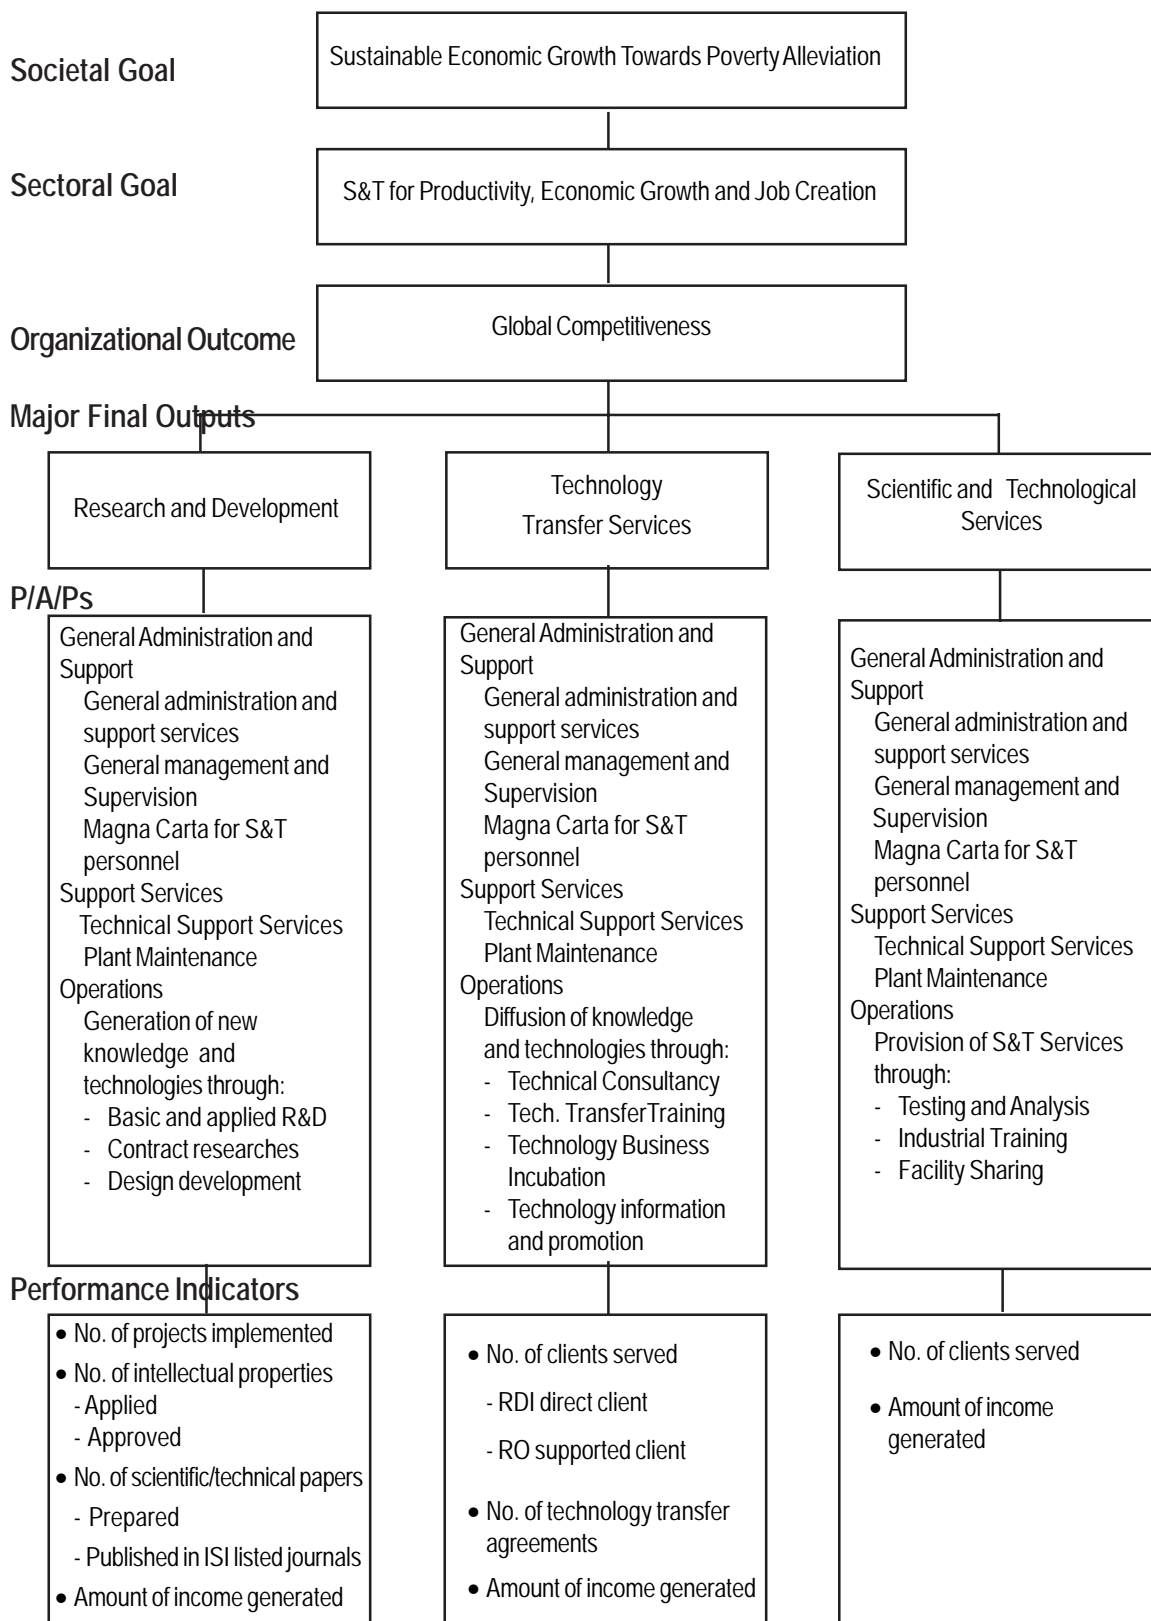 Societal Goal
Sustainable Economic Growth Towards Poverty Alleviation
Sectoral Goal
S&T for Productivity, Economic Growth and Job Creation
Organizational Outcome
Global Competitiveness
Major Final Outputs
Research and Development
Technology
Transfer Services
Scientific and Technological
Services
P/A/Ps
General Administration and
Support
General administration and
support services
General management and
Supervision
Magna Carta for S&T
personnel
Support Services
Technical Support Services
Plant Maintenance
Operations
Generation of new
knowledge and
technologies through:
- Basic and applied R&D
- Contract researches
- Design development
General Administration and
Support
General administration and
support services
General management and
Supervision
Magna Carta for S&T
personnel
Support Services
Technical Support Services
Plant Maintenance
Operations
Diffusion of knowledge
and technologies through:
- Technical Consultancy
- Tech. TransferTraining
- Technology Business
Incubation
- Technology information
and promotion
General Administration and
Support
General administration and
support services
General management and
Supervision
Magna Carta for S&T
personnel
Support Services
Technical Support Services
Plant Maintenance
Operations
Provision of S&T Services
through:
- Testing and Analysis
- Industrial Training
- Facility Sharing
Performance Indicators
• No. of projects implemented
• No. of intellectual properties
- Applied
- Approved
• No. of scientific/technical papers
- Prepared
- Published in ISI listed journals
• Amount of income generated
• No. of clients served
- RDI direct client
- RO supported client
• No. of technology transfer
agreements
• Amount of income generated
• No. of clients served
• Amount of income
generated